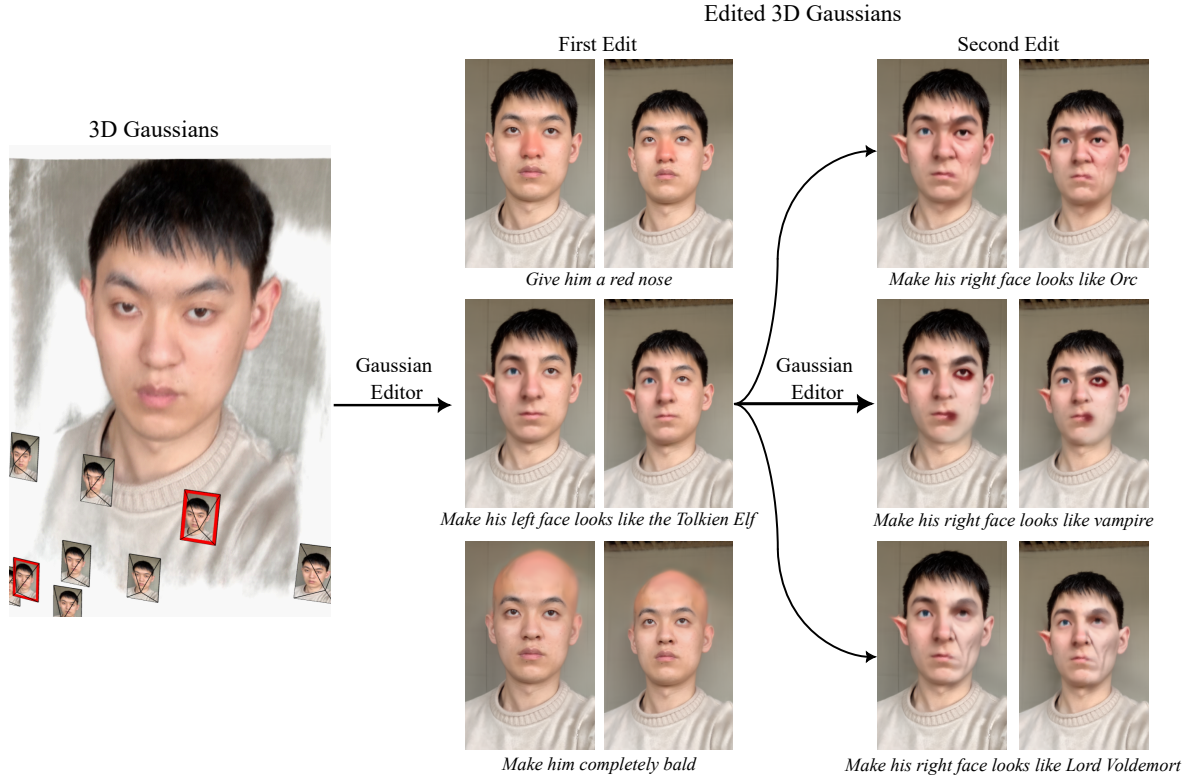 Edited 3D Gaussians
First Edit
Second Edit
3D Gaussians
Give him a red nose
Make his right face looks like Orc
Gaussian
Editor
Gaussian
Editor
Make his left face looks like the Tolkien Elf
Make his right face looks like vampire
Make him completely bald
Make his right face looks like Lord Voldemort